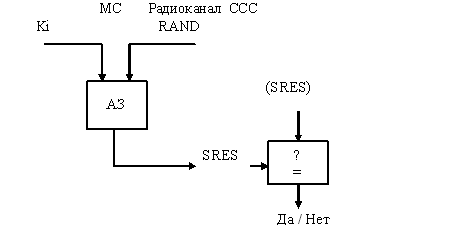 МС Радиоканал ССС
Ki RAND
(SRES)
А3
SRES
?
=
Да / Нет